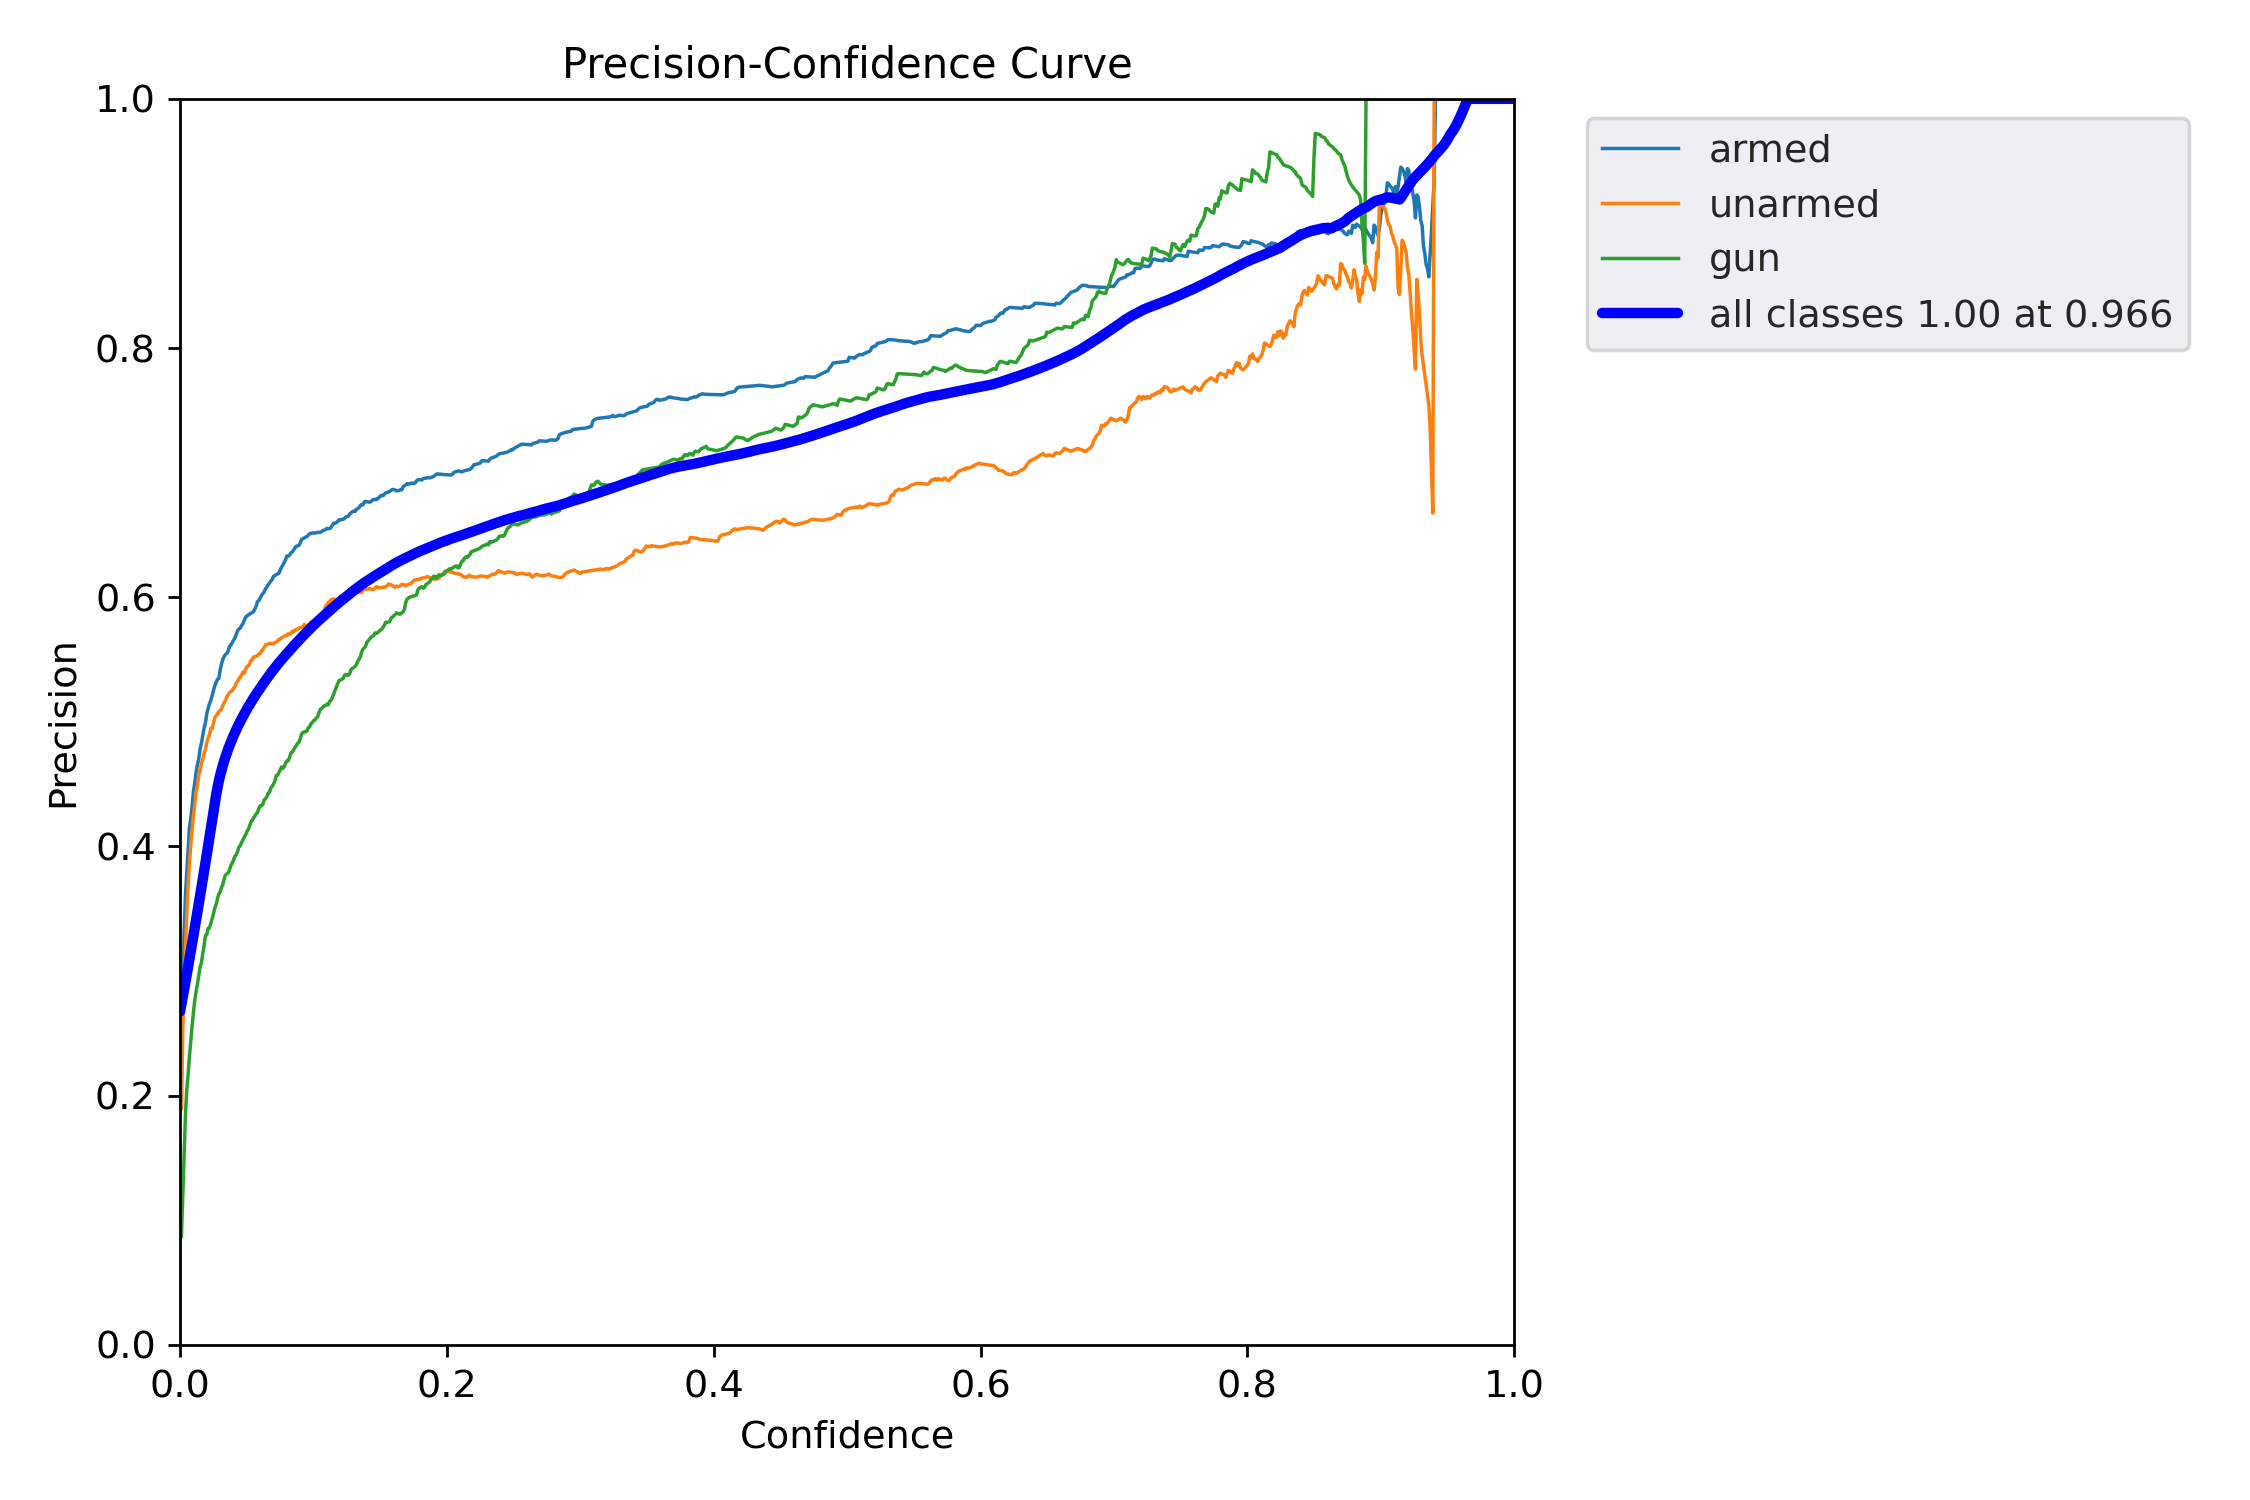 Precision-Confidence Curve
armed
unarmed
gun
all classes 1.00 at 0.966
Precision
1.0
0.8
0.6
0.4
0.2
0.0
0.0 0.2 0.4 0.6 0.8 1.0
Confidence